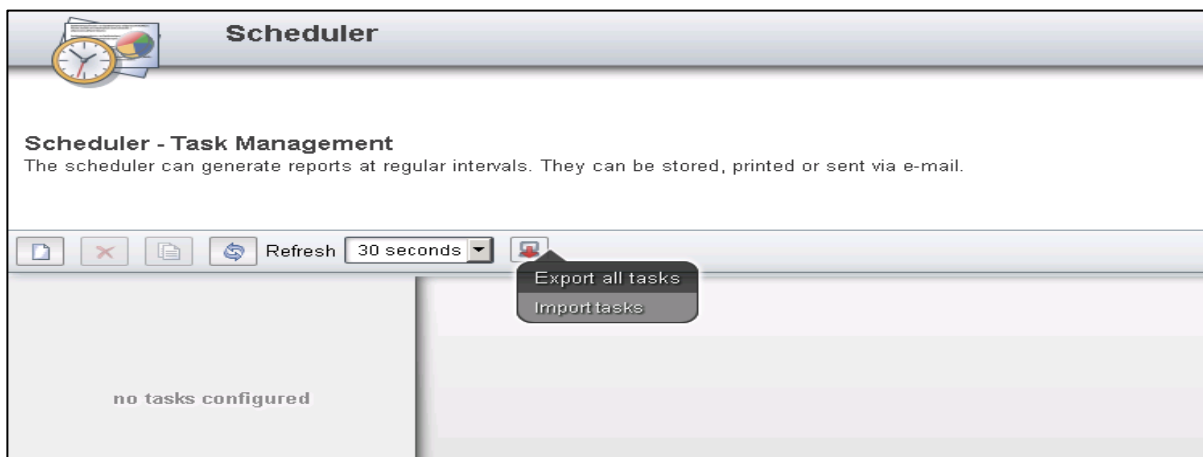 Scheduler
Scheduler - Task Management
The scheduler can generate reports at regular intervals. They can be stored, printed or sent via e-mail.
Refresh 30 seconds
Export all tasks
Import tasks
no tasks configured